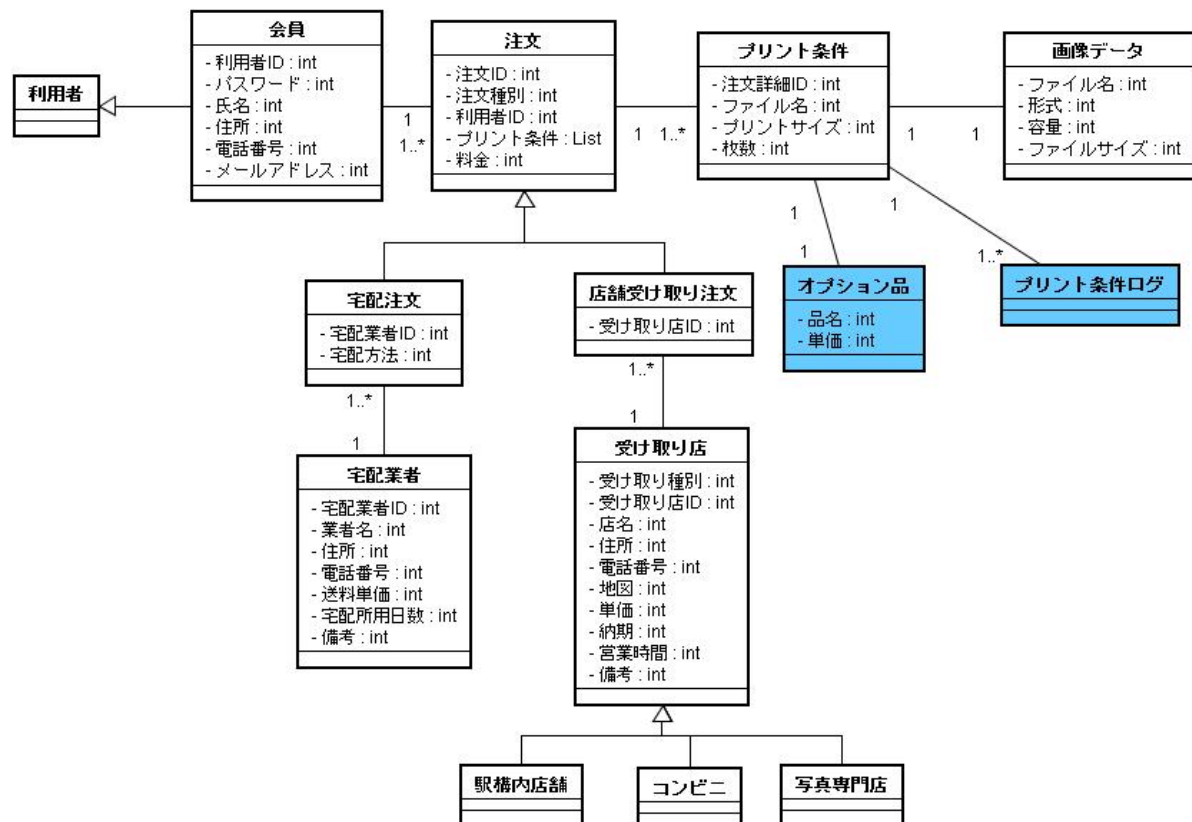 利用者
会員
- 利用者ID : int
- パスワード : int
- 氏名 : int
- 住所 : int
- 電話番号 : int
- メールアドレス : int
1
1..*
注文
- 注文ID : int
- 注文種別 : int
- 利用者ID : int
- プリント条件 : List
- 料金 : int
1
1..*
プリント条件
- 注文詳細ID : int
- ファイル名 : int
- プリントサイズ : int
- 枚数 : int
1
1
画像データ
- ファイル名 : int
- 形式 : int
- 容量 : int
- ファイルサイズ : int
1
1
オプション品
- 品名 : int
- 単価 : int
1
1..*
プリント条件ログ
宅配注文
- 宅配業者ID : int
- 宅配方法 : int
1..*
1
店舗受け取り注文
- 受け取り店ID : int
1..*
1
宅配業者
- 宅配業者ID : int
- 業者名 : int
- 住所 : int
- 電話番号 : int
- 送料単価 : int
- 宅配所用日数 : int
- 備考 : int
受け取り店
- 受け取り種別 : int
- 受け取り店ID : int
- 店名 : int
- 住所 : int
- 電話番号 : int
- 地図 : int
- 単価 : int
- 納期 : int
- 営業時間 : int
- 備考 : int
駅構内店舗
コンビニ
写真専門店